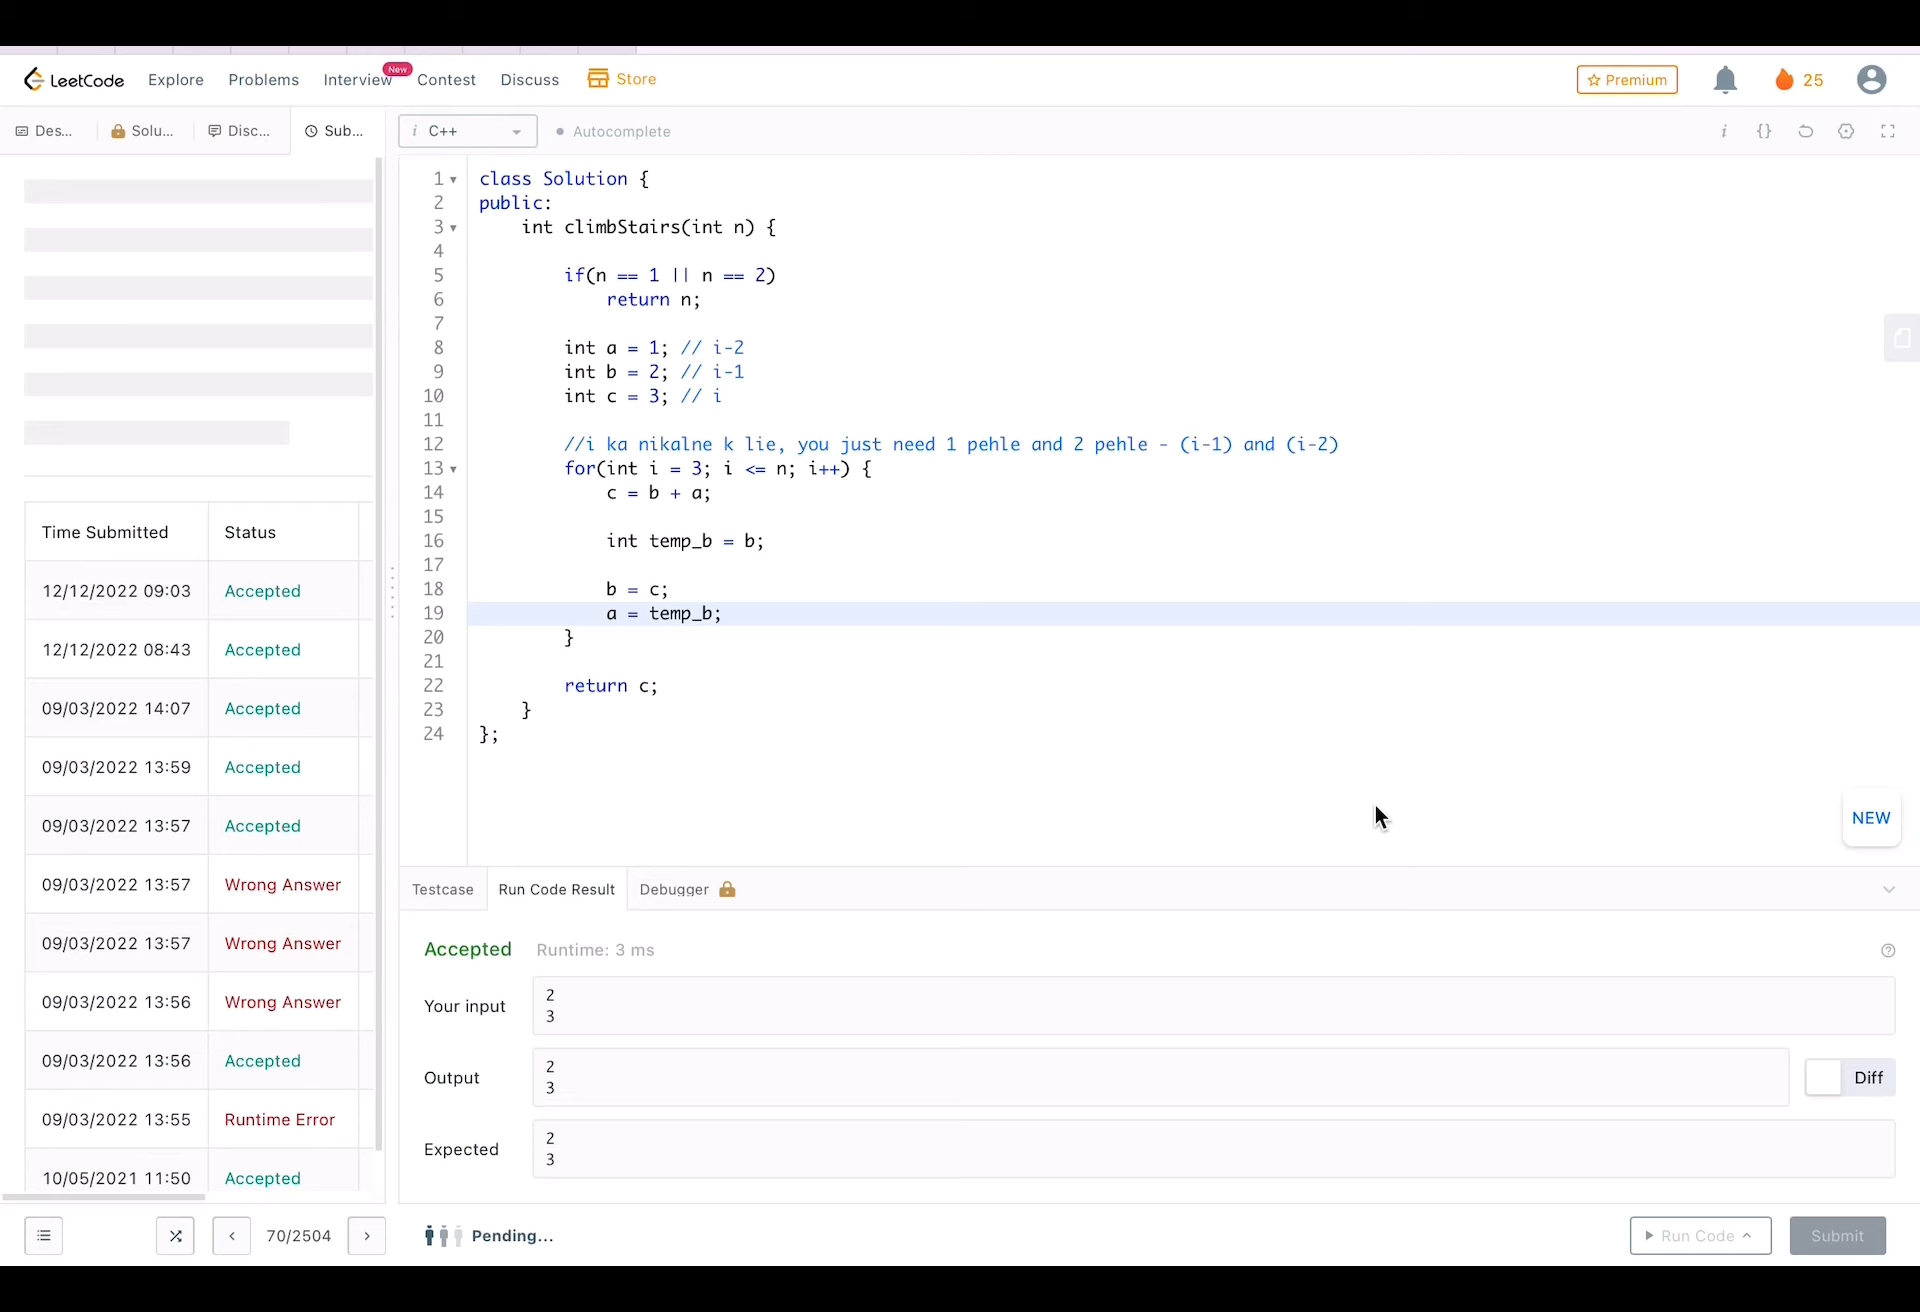 LeetCode Explore Problems Interview New Contest Discuss Store Premium 25
Des... Solu... Disc... Sub... i C++ Autocomplete i {}
1 class Solution {
2 public:
3     int climbStairs(int n) {
4
5         if(n == 1 || n == 2)
6             return n;
7
8         int a = 1; // i-2
9         int b = 2; // i-1
10         int c = 3; // i
11
12         //i ka nikalne k lie, you just need 1 pehle and 2 pehle - (i-1) and (i-2)
13         for(int i = 3; i <= n; i++) {
14             c = b + a;
15
16             int temp_b = b;
17
18             b = c;
19             a = temp_b;
20         }
21
22         return c;
23     }
24 };
Time Submitted Status
12/12/2022 09:03 Accepted
12/12/2022 08:43 Accepted
09/03/2022 14:07 Accepted
09/03/2022 13:59 Accepted
09/03/2022 13:57 Accepted
09/03/2022 13:57 Wrong Answer
09/03/2022 13:57 Wrong Answer
09/03/2022 13:56 Wrong Answer
09/03/2022 13:56 Accepted
09/03/2022 13:55 Runtime Error
10/05/2021 11:50 Accepted
NEW
Testcase Run Code Result Debugger
Accepted Runtime: 3 ms
Your input
2
3
Output
2
3
Diff
Expected
2
3
70/2504 Pending... Run Code Submit